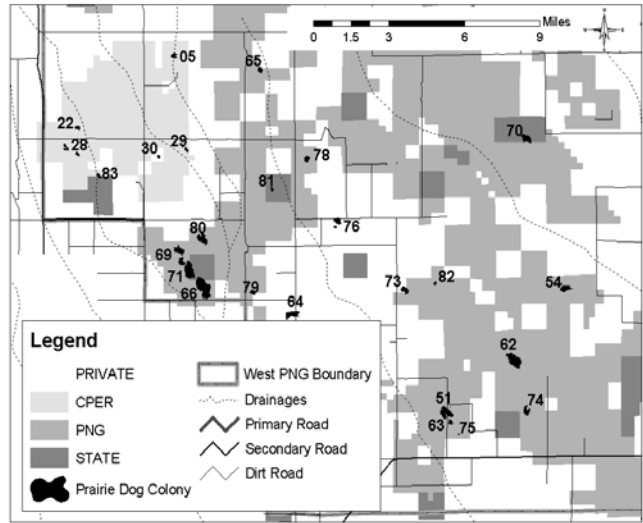 Miles
0 1.5 3 6 9
05
65
22
28
30
29
83
78
70
81
76
80
69
71
66
79
64
73
82
54
62
51
63
75
74
Legend
PRIVATE
CPER
PNG
STATE
Prairie Dog Colony
West PNG Boundary
Drainages
Primary Road
Secondary Road
Dirt Road